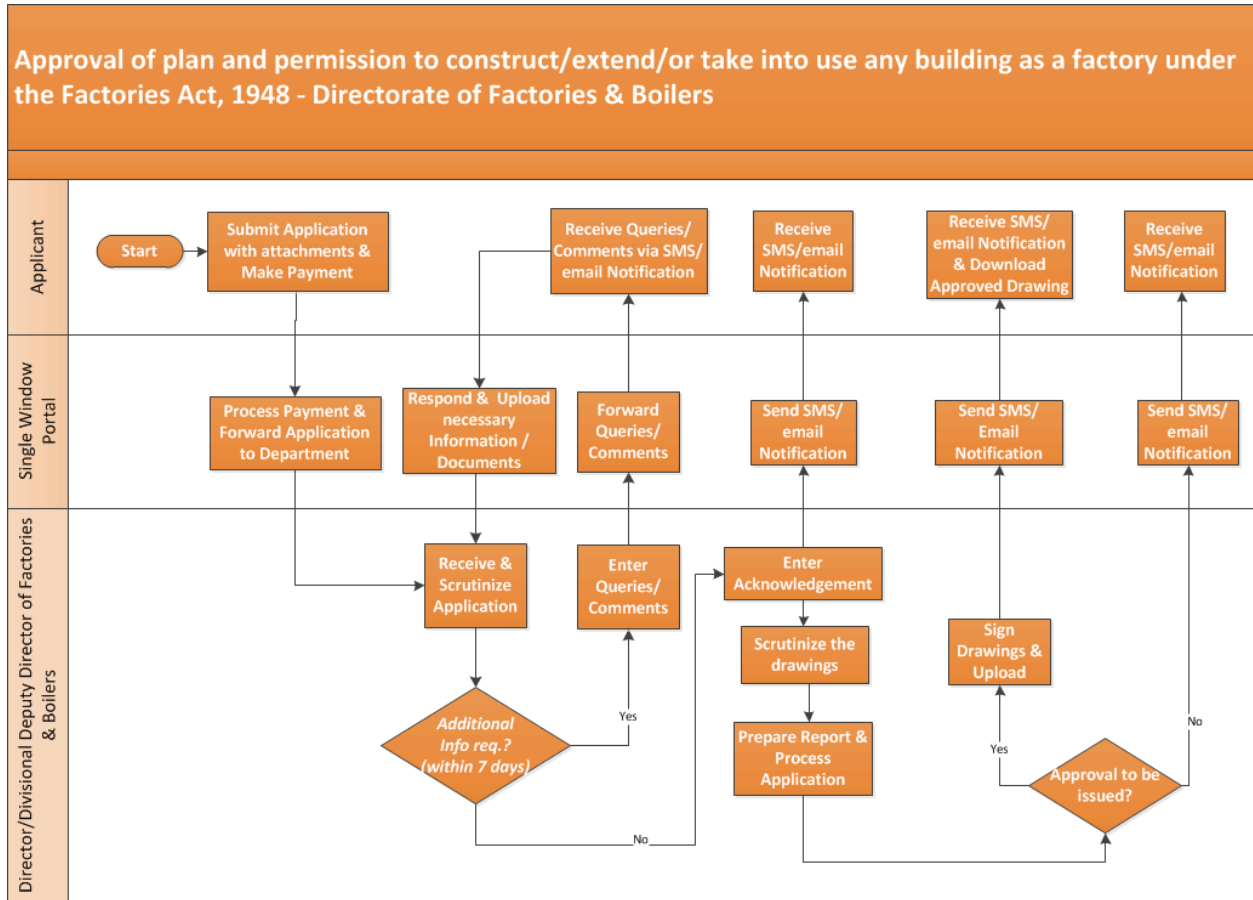 Approval of plan and permission to construct/extend/or take into use any building as a factory under
the Factories Act, 1948 - Directorate of Factories & Boilers
Applicant
Start
Submit Application
with attachments &
Make Payment
Receive Queries/
Comments via SMS/
email Notification
Receive
SMS/email
Notification
Receive SMS/
email Notification
& Download
Approved Drawing
Receive
SMS/email
Notification
Single Window
Portal
Process Payment &
Forward Application
to Department
Respond & Upload
necessary
Information /
Documents
Forward
Queries/
Comments
Send SMS/
email
Notification
Send SMS/
Email
Notification
Send SMS/
email
Notification
Director/Divisional Deputy Director of Factories
& Boilers
Receive &
Scrutinize
Application
Enter
Queries/
Comments
Enter
Acknowledgement
Scrutinize the
drawings
Sign
Drawings &
Upload
Additional
Info req.?
(within 7 days)
Yes
No
Prepare Report &
Process
Application
Yes
No
Approval to be
issued?